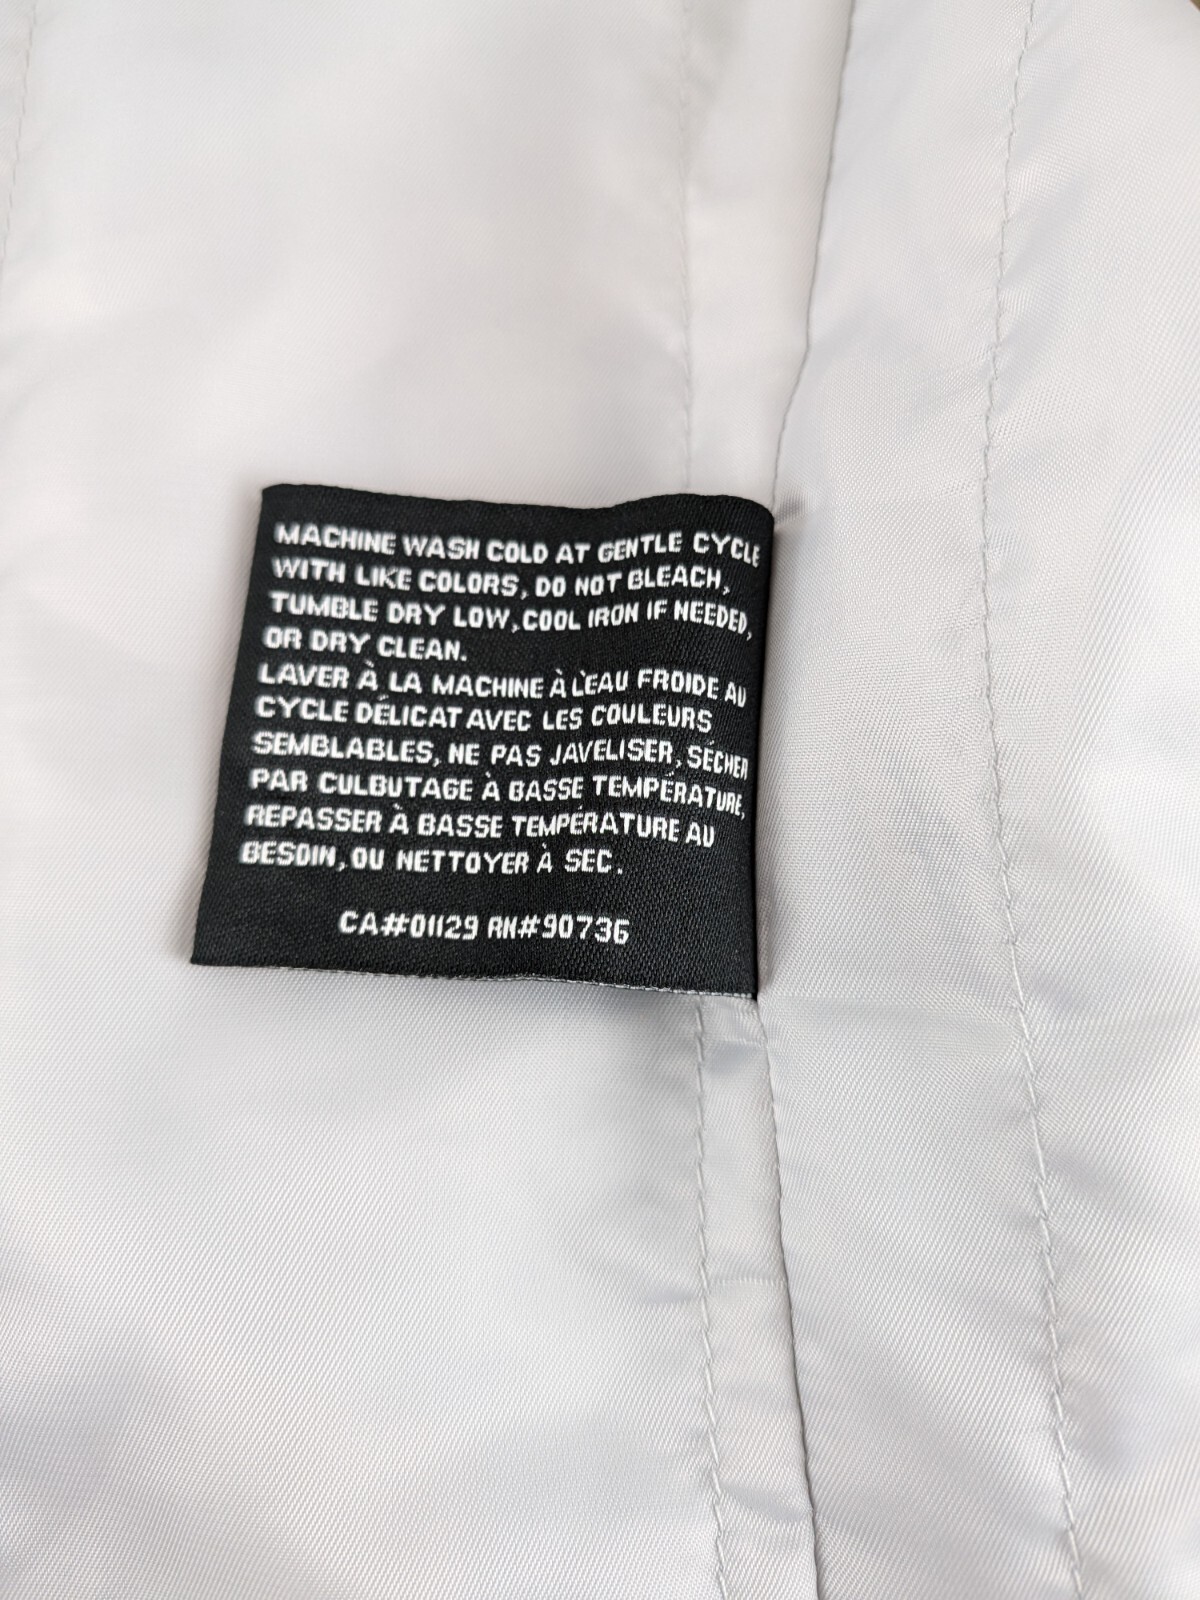 MACHINE WASH COLD AT GENTLE CYCLE
WITH LIKE COLORS, DO NOT BLEACH,
TUMBLE DRY LOW, COOL IRON IF NEEDED,
OR DRY CLEAN.
LAVER À LA MACHINE À L'EAU FROIDE AU
CYCLE DÉLICAT AVEC LES COULEURS
SEMBLABLES, NE PAS JAVELISER, SÉCHER
PAR CULBUTAGE À BASSE TEMPÉRATURE,
REPASSER À BASSE TEMPÉRATURE AU
BESOIN, OU NETTOYER À SEC.
CA#01129 RN#90736